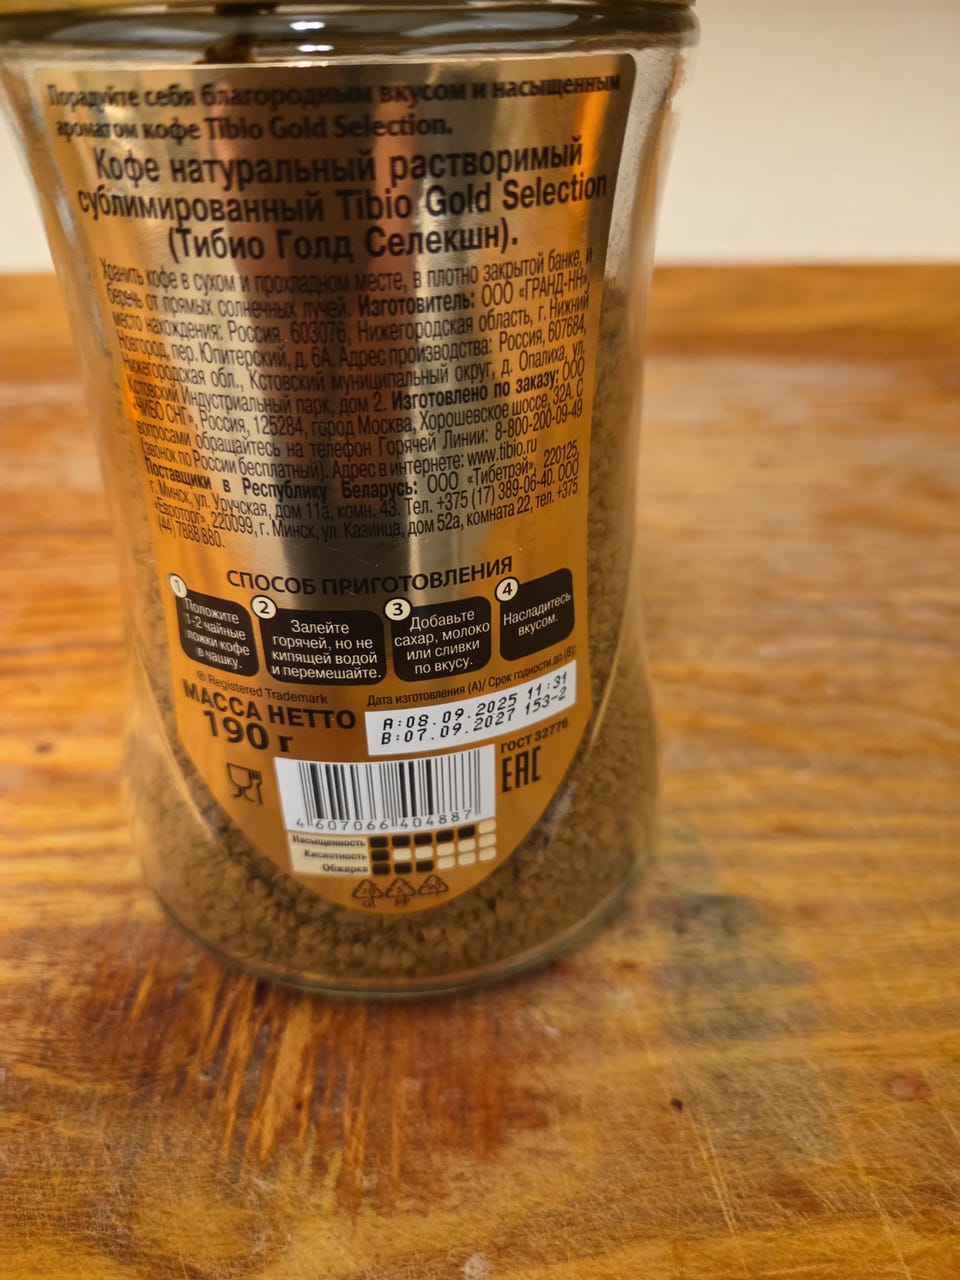 Порадуйте себя благородным вкусом и насыщенным
ароматом кофе Tibio Gold Selection.
Кофе натуральный растворимый
сублимированный Tibio Gold Selection
(Тибио Голд Селекшн).
Хранить кофе в сухом и прохладном месте, в плотно закрытой банке, и
беречь от прямых солнечных лучей. Изготовитель: ООО «ГРАНД-НН»,
место нахождения: Россия, 603076, Нижегородская область, г. Нижний
Новгород, пер. Юпитерский, д. 6А. Адрес производства: Россия, 607684,
Нижегородская обл., Кстовский муниципальный округ, д. Опалиха, ул.
Кстовский Индустриальный парк, дом 2. Изготовлено по заказу: ООО
«ЧИБО СНГ», Россия, 125284, город Москва, Хорошевское шоссе, 32А. С
вопросами обращайтесь на телефон Горячей Линии: 8-800-200-09-49
(звонок по России бесплатный). Адрес в интернете: www.tibio.ru
Поставщики в Республику Беларусь: ООО «Тибетрэй», 220125,
г. Минск, ул. Уручская, дом 11а, комн. 43. Тел. +375 (17) 389-06-40. ООО
«Евроторг», 220099, г. Минск, ул. Казинца, дом 52а, комната 22, тел. +375
(44) 7888 880.
СПОСОБ ПРИГОТОВЛЕНИЯ
1
Положите
1-2 чайные
ложки кофе
в чашку.
2
Залейте
горячей, но не
кипящей водой
и перемешайте.
3
Добавьте
сахар, молоко
или сливки
по вкусу.
4
Насладитесь
вкусом.
® Registered Trademark
МАССА НЕТТО
190 г
Дата изготовления (A)/ Срок годности до (B):
A:08.09.2025 11:31
B:07.09.2027 153-2
ГОСТ 32776
EAC
4 607066 404887
Насыщенность
Кислотность
Обжарка
70
5
90
GL
PP